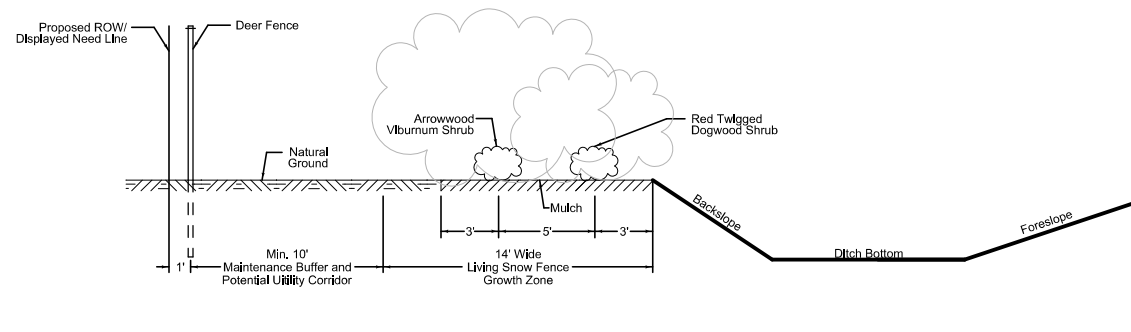 Proposed ROW/
Displayed Need Line
Deer Fence
Arrowwood
Viburnum Shrub
Red Twigged
Dogwood Shrub
Natural
Ground
Mulch
Backslope
Foreslope
3'
5'
3'
Ditch Bottom
1'
Min. 10'
Maintenance Buffer and
Potential Utility Corridor
14' Wide
Living Snow Fence
Growth Zone